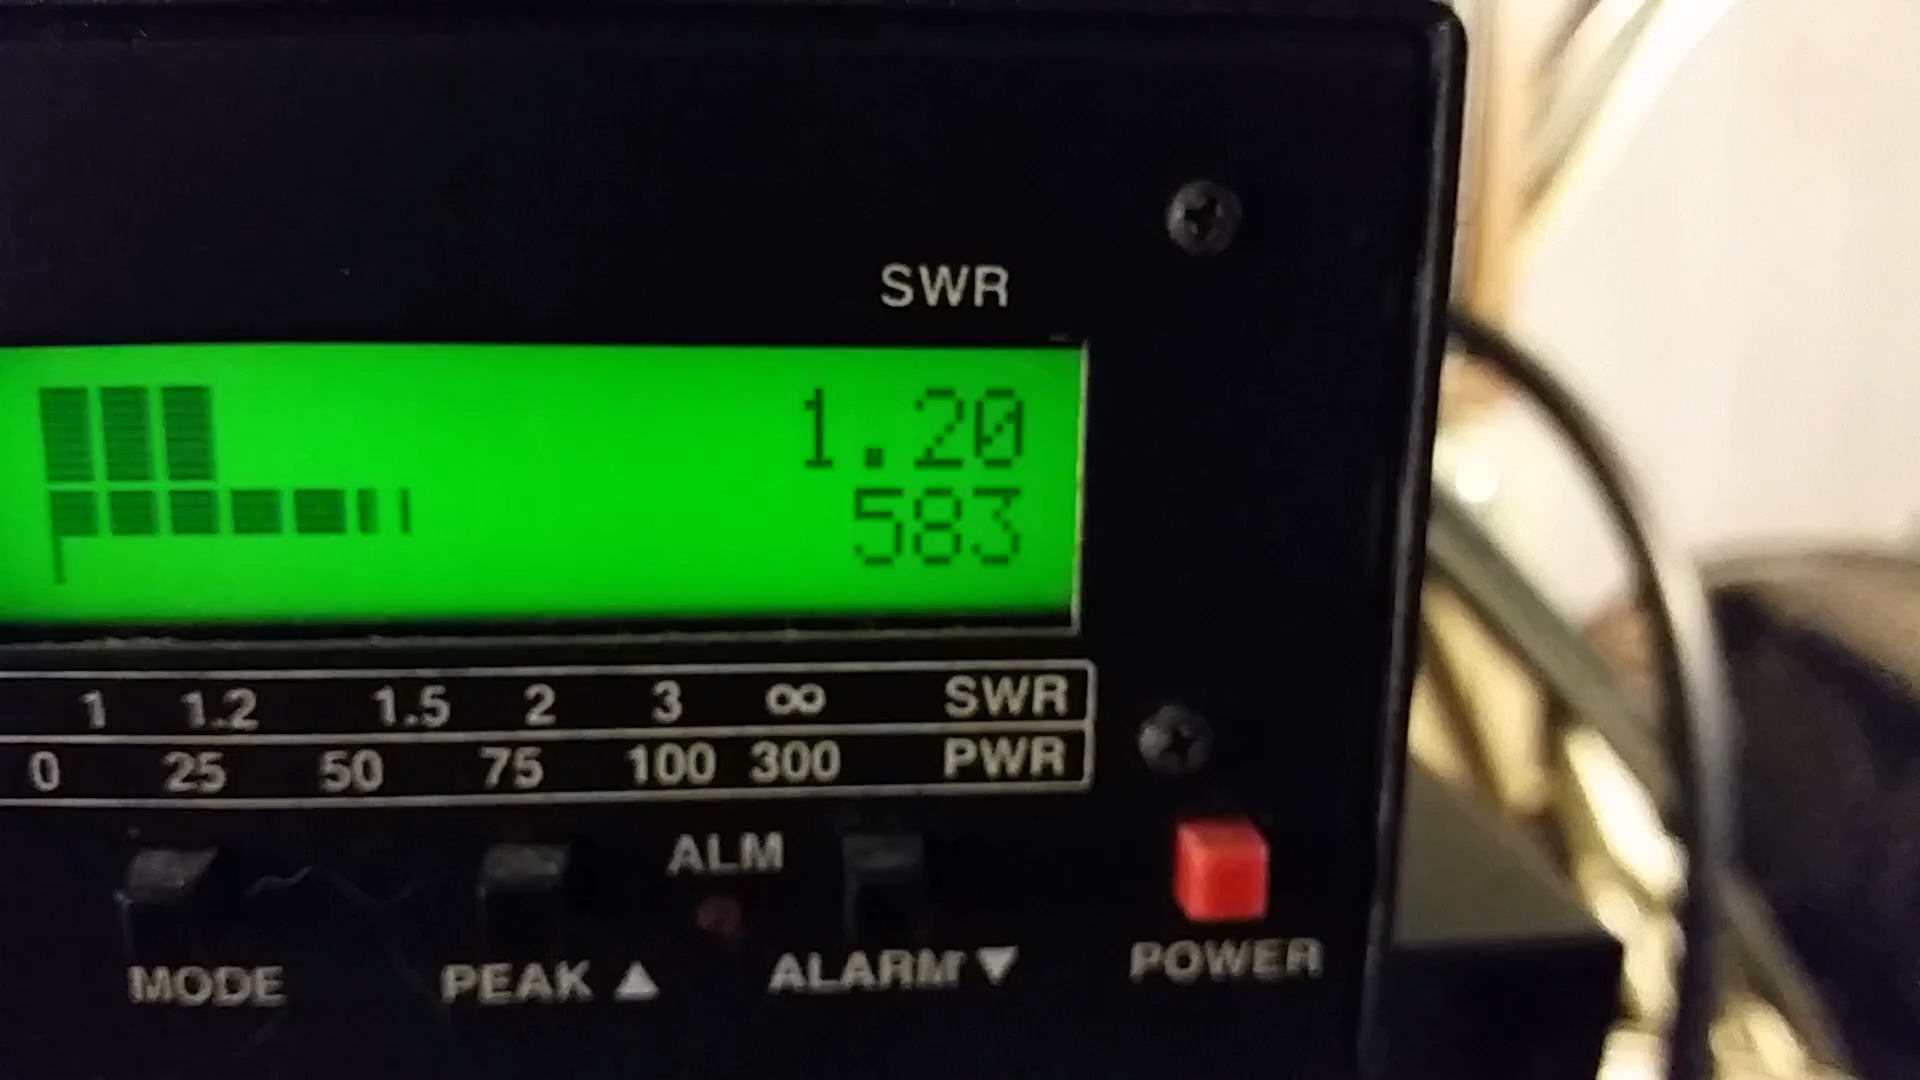 SWR
1.20
583
1 1.2 1.5 2 3 ∞ SWR
0 25 50 75 100 300 PWR
ALM
MODE PEAK ▲ ALARM ▼ POWER